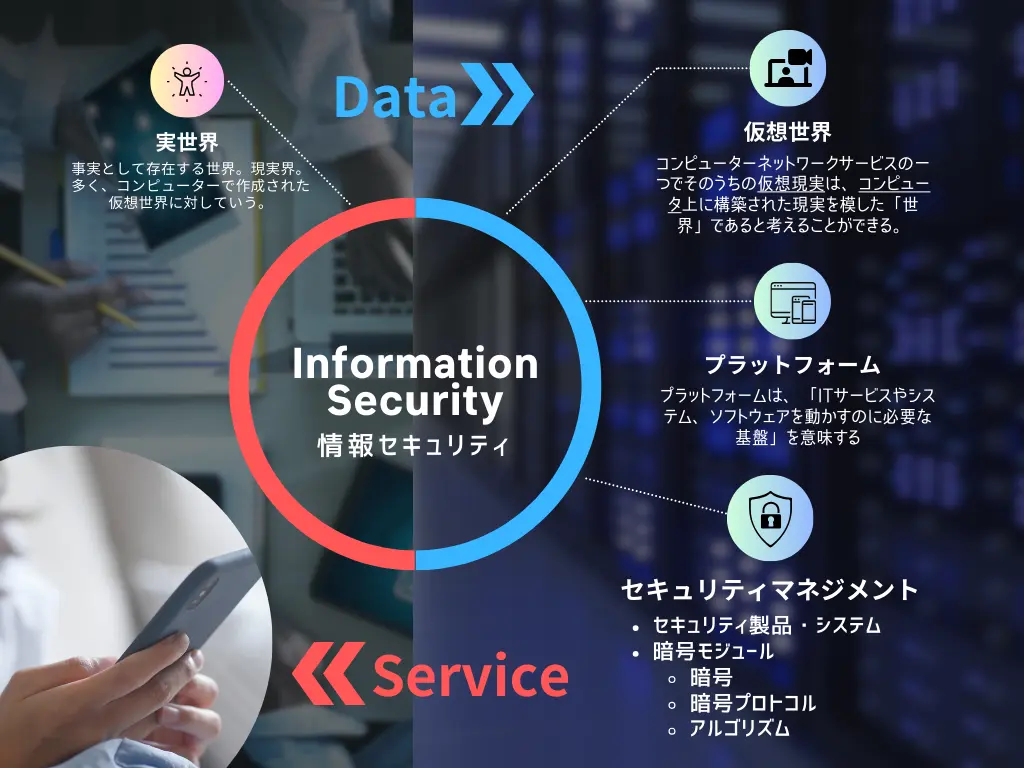 Data
実世界
事実として存在する世界。現実界。
多く、コンピューターで作成された
仮想世界に対していう。
仮想世界
コンピューターネットワークサービスの一
つでそのうちの仮想現実は、コンピュー
タ上に構築された現実を模した「世
界」であると考えることができる。
Information
Security
情報セキュリティ
プラットフォーム
プラットフォームは、「ITサービスやシス
テム、ソフトウェアを動かすのに必要な
基盤」を意味する
セキュリティマネジメント
• セキュリティ製品・システム
• 暗号モジュール
○ 暗号
○ 暗号プロトコル
○ アルゴリズム
Service